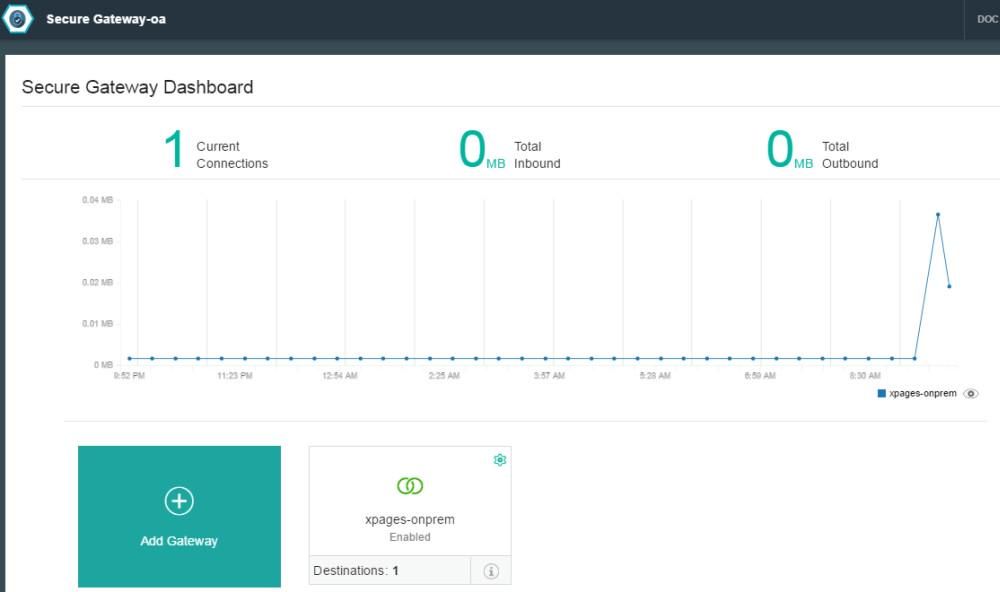 Secure Gateway-oa
DOC
Secure Gateway Dashboard
1 Current Connections
0 MB Total Inbound
0 MB Total Outbound
0.04 MB
0.03 MB
0.02 MB
0.01 MB
0 MB
9:52 PM 11:23 PM 12:54 AM 2:25 AM 3:57 AM 5:28 AM 6:59 AM 8:30 AM
xpages-onprem
Add Gateway
xpages-onprem
Enabled
Destinations: 1